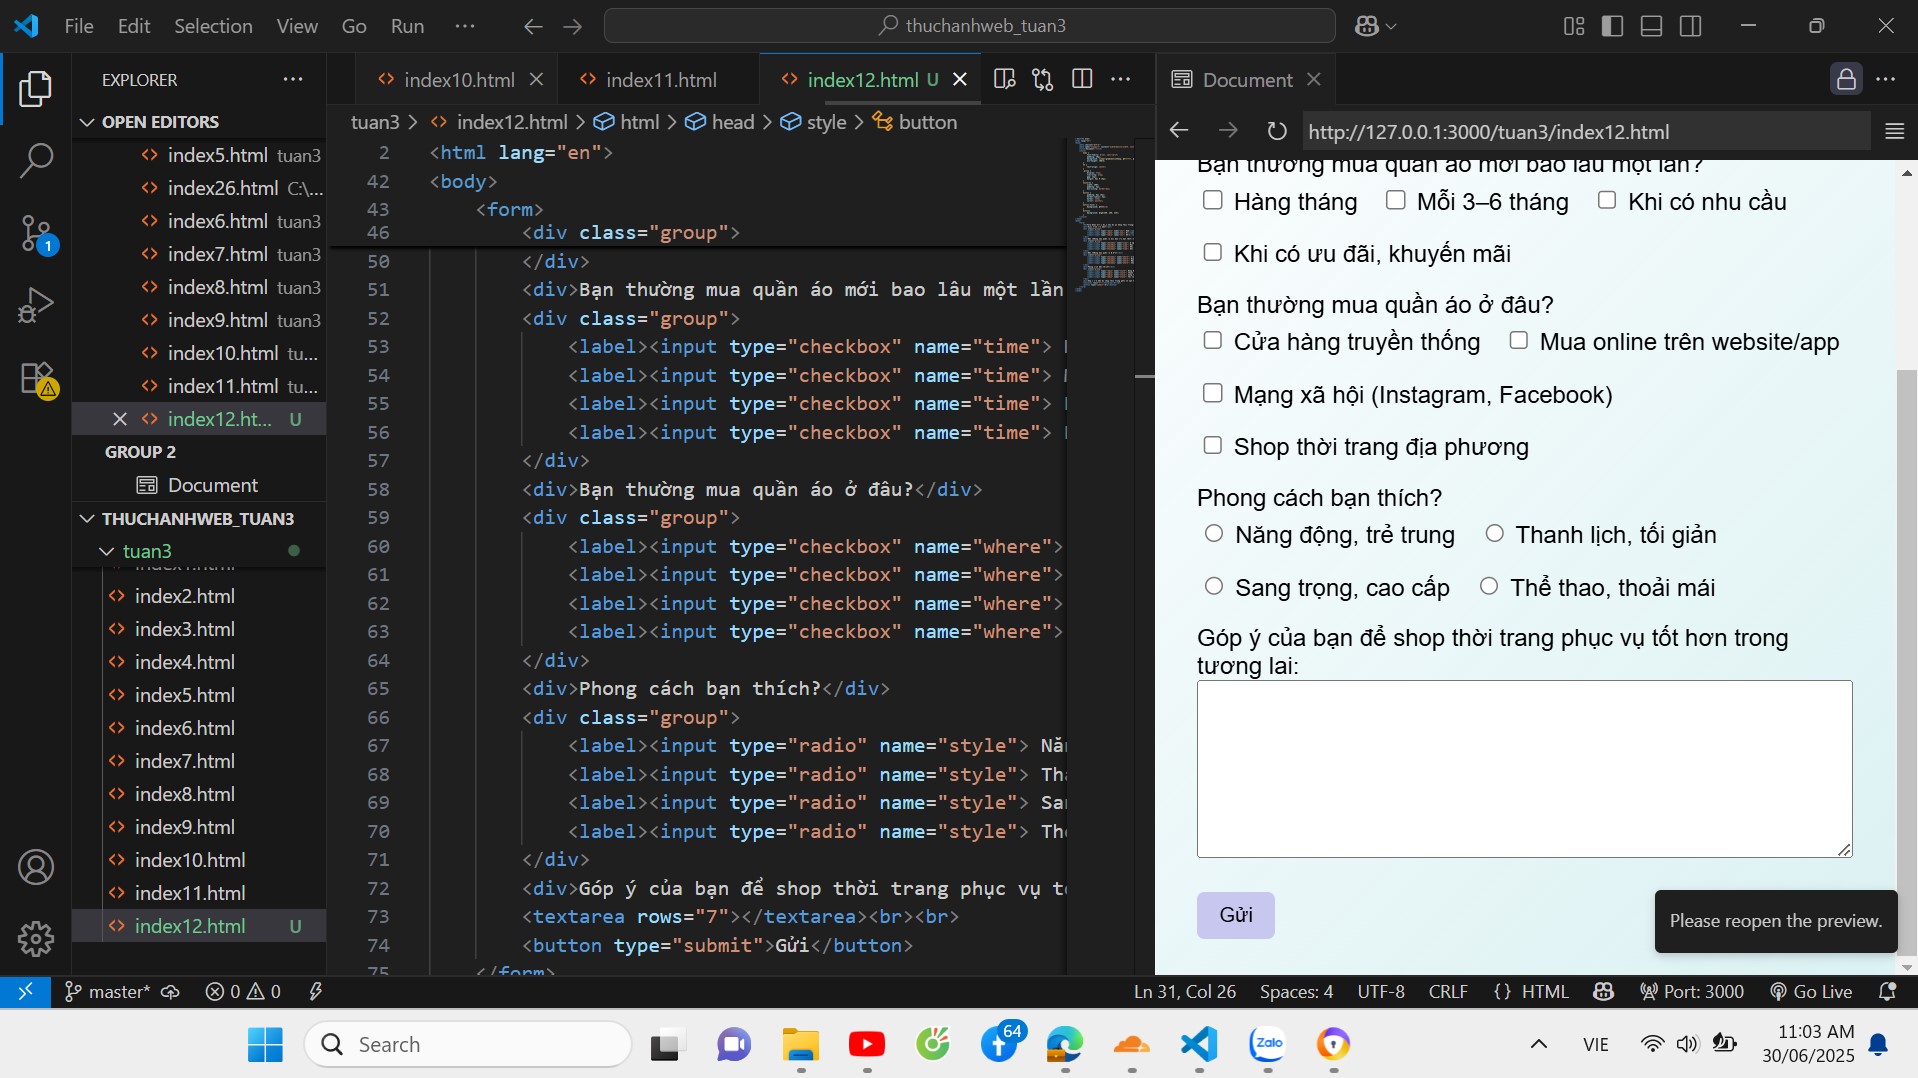 File Edit Selection View Go Run ···
thuchanhweb_tuan3
EXPLORER
OPEN EDITORS
index5.html tuan3
index26.html C:\...
index6.html tuan3
index7.html tuan3
index8.html tuan3
index9.html tuan3
index10.html tu...
index11.html tu...
index12.ht... U
GROUP 2
Document
THUCHANHWEB_TUAN3
tuan3
index2.html
index3.html
index4.html
index5.html
index6.html
index7.html
index8.html
index9.html
index10.html
index11.html
index12.html U
1
index10.html index11.html index12.html U
tuan3 > index12.html > html > head > style > button
2 <html lang="en">
42 <body>
43 <form>
46 <div class="group">
50 </div>
51 <div>Bạn thường mua quần áo mới bao lâu một lần
52 <div class="group">
53 <label><input type="checkbox" name="time">
54 <label><input type="checkbox" name="time">
55 <label><input type="checkbox" name="time">
56 <label><input type="checkbox" name="time">
57 </div>
58 <div>Bạn thường mua quần áo ở đâu?</div>
59 <div class="group">
60 <label><input type="checkbox" name="where">
61 <label><input type="checkbox" name="where">
62 <label><input type="checkbox" name="where">
63 <label><input type="checkbox" name="where">
64 </div>
65 <div>Phong cách bạn thích?</div>
66 <div class="group">
67 <label><input type="radio" name="style"> Nă
68 <label><input type="radio" name="style"> Tha
69 <label><input type="radio" name="style"> Sa
70 <label><input type="radio" name="style"> Th
71 </div>
72 <div>Góp ý của bạn để shop thời trang phục vụ t
73 <textarea rows="7"></textarea><br><br>
74 <button type="submit">Gửi</button>
75 </form>
Document
http://127.0.0.1:3000/tuan3/index12.html
Bạn thường mua quần áo mới bao lâu một lần?
Hàng tháng Mỗi 3–6 tháng Khi có nhu cầu
Khi có ưu đãi, khuyến mãi
Bạn thường mua quần áo ở đâu?
Cửa hàng truyền thống Mua online trên website/app
Mạng xã hội (Instagram, Facebook)
Shop thời trang địa phương
Phong cách bạn thích?
Năng động, trẻ trung Thanh lịch, tối giản
Sang trọng, cao cấp Thể thao, thoải mái
Góp ý của bạn để shop thời trang phục vụ tốt hơn trong
tương lai:
Gửi
Please reopen the preview.
master* 0 0 Ln 31, Col 26 Spaces: 4 UTF-8 CRLF {} HTML Port: 3000 Go Live
Search
64
Zalo
VIE
11:03 AM
30/06/2025